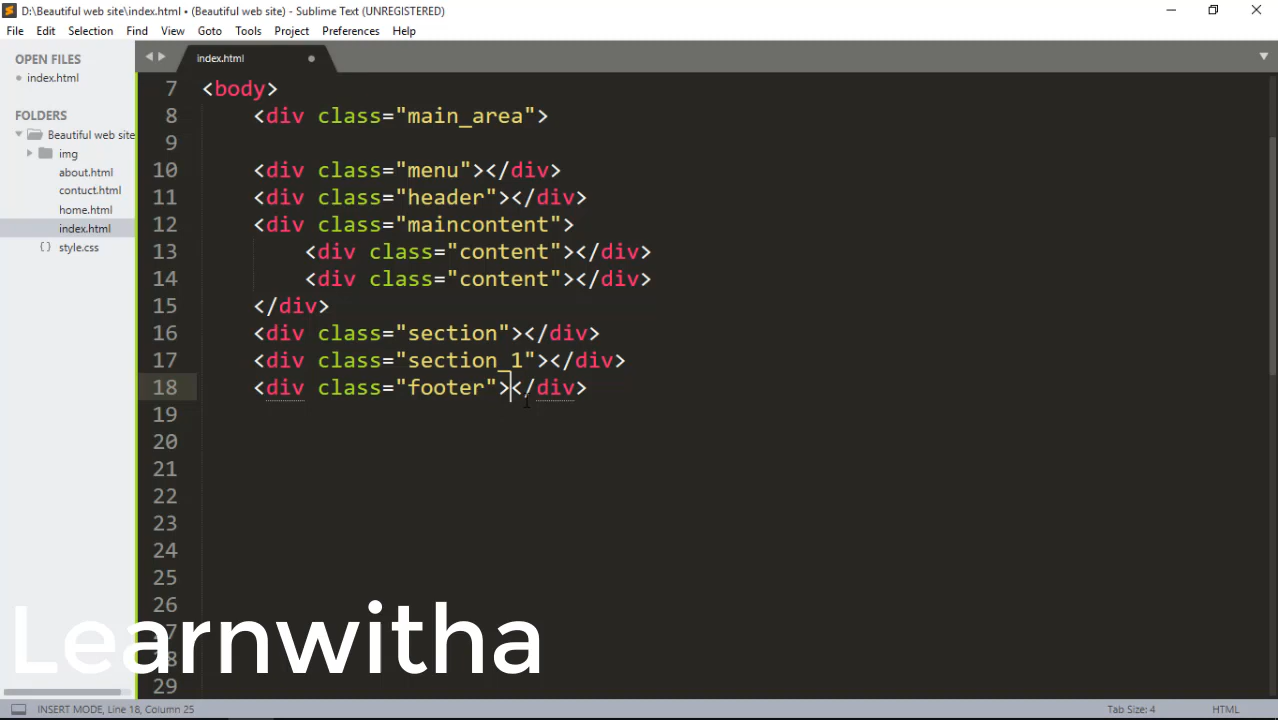 D:\Beautiful web site\index.html • (Beautiful web site) - Sublime Text (UNREGISTERED)
File Edit Selection Find View Goto Tools Project Preferences Help
OPEN FILES
index.html
FOLDERS
Beautiful web site
img
about.html
contuct.html
home.html
index.html
style.css
index.html
7 <body>
8 <div class="main_area">
9
10 <div class="menu"></div>
11 <div class="header"></div>
12 <div class="maincontent">
13 <div class="content"></div>
14 <div class="content"></div>
15 </div>
16 <div class="section"></div>
17 <div class="section_1"></div>
18 <div class="footer"></div>
19
20
21
22
23
24
25
26
27
28
29
Learnwitha
INSERT MODE, Line 18, Column 25 Tab Size: 4 HTML